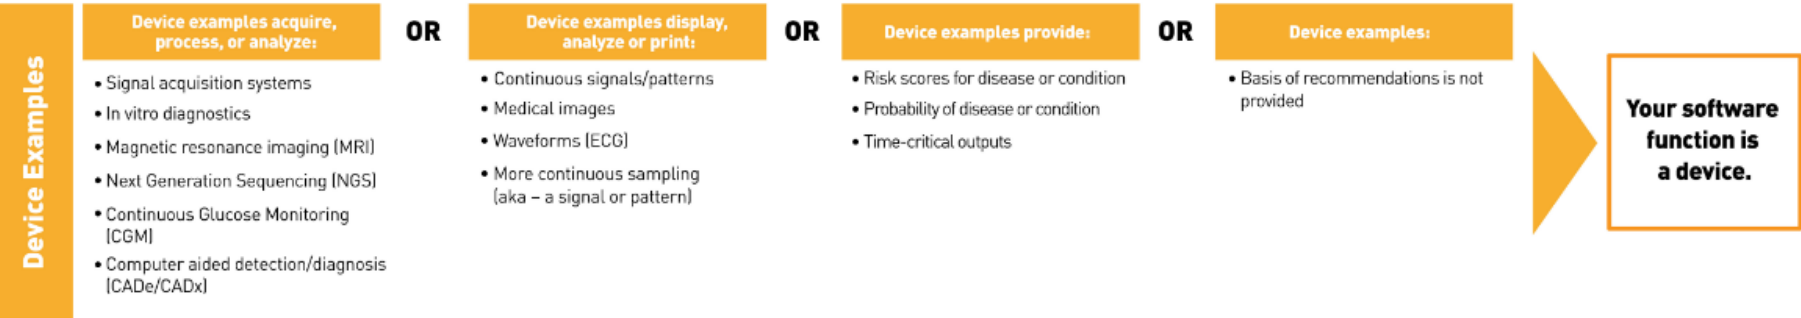 Device Examples
Device examples acquire,
process, or analyze:
• Signal acquisition systems
• In vitro diagnostics
• Magnetic resonance imaging (MRI)
• Next Generation Sequencing (NGS)
• Continuous Glucose Monitoring
(CGM)
• Computer aided detection/diagnosis
(CADe/CADx)
OR
Device examples display,
analyze or print:
• Continuous signals/patterns
• Medical images
• Waveforms (ECG)
• More continuous sampling
(aka – a signal or pattern)
OR
Device examples provide:
• Risk scores for disease or condition
• Probability of disease or condition
• Time-critical outputs
OR
Device examples:
• Basis of recommendations is not
provided
Your software
function is
a device.